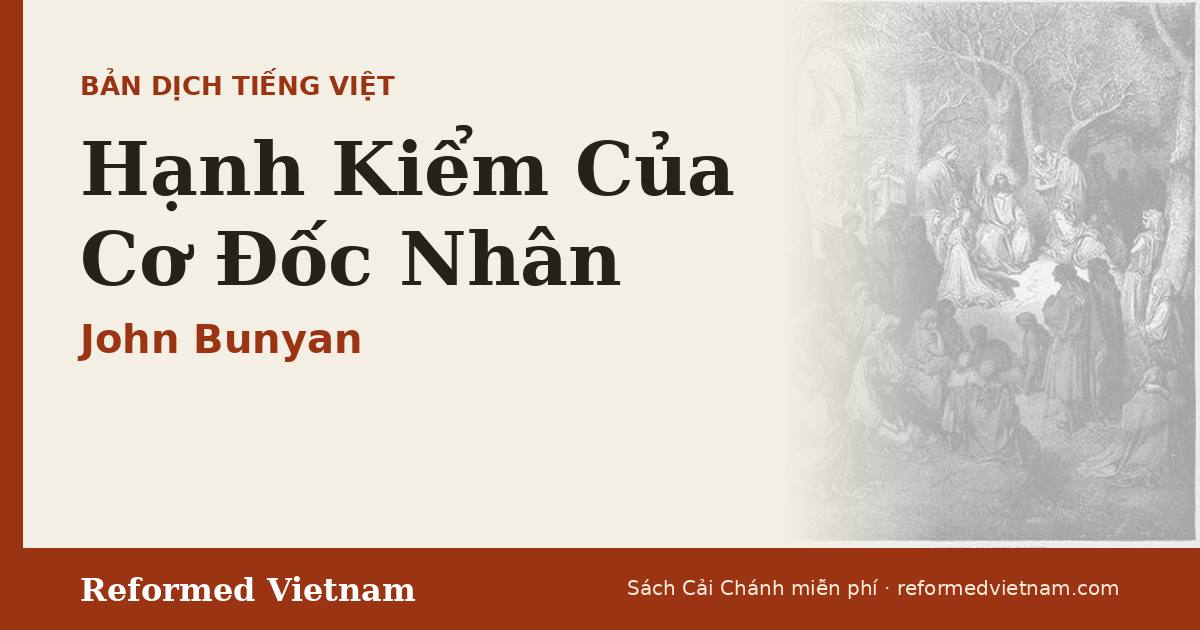 BẢN DỊCH TIẾNG VIỆT
Hạnh Kiểm Của
Cơ Đốc Nhân
John Bunyan
Reformed Vietnam
Sách Cải Chánh miễn phí · reformedvietnam.com